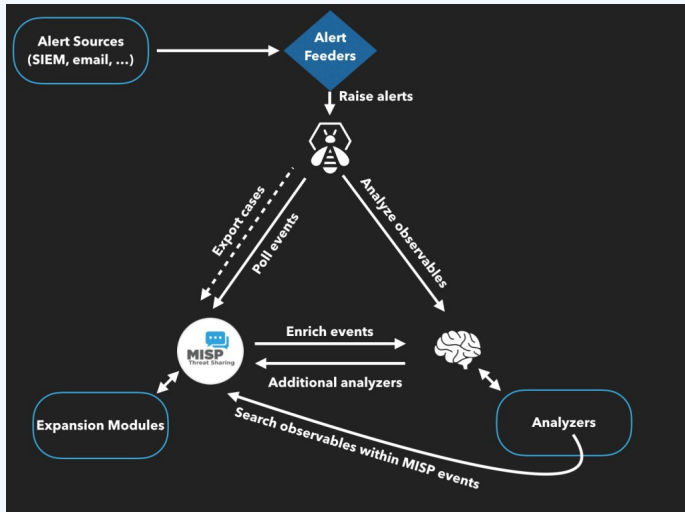 Alert Sources
(SIEM, email, ...)
Alert
Feeders
Raise alerts
Export cases
Poll events
Analyze observables
MISP
Threat Sharing
Enrich events
Additional analyzers
Expansion Modules
Analyzers
Search observables within MISP events